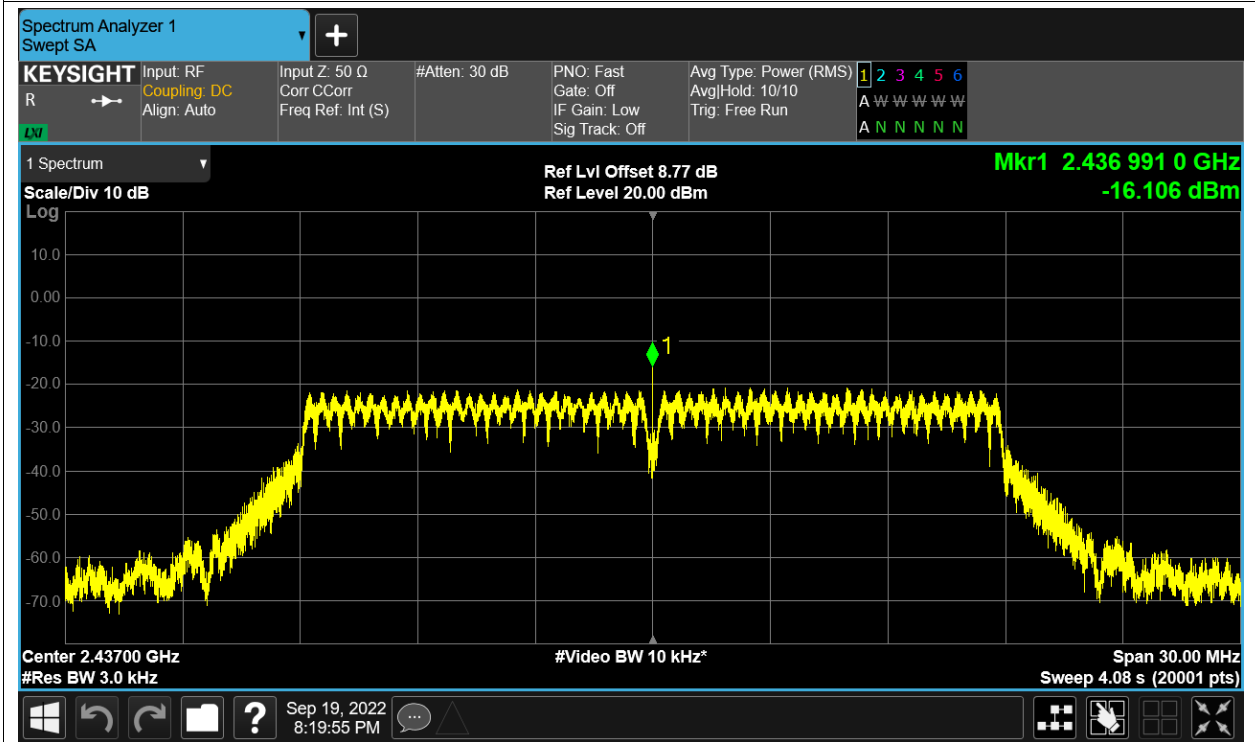 Spectrum Analyzer 1
Swept SA
+
KEYSIGHT
R
LXI
Input: RF
Coupling: DC
Align: Auto
Input Z: 50 Ω
Corr CCorr
Freq Ref: Int (S)
#Atten: 30 dB
PNO: Fast
Gate: Off
IF Gain: Low
Sig Track: Off
Avg Type: Power (RMS)
Avg|Hold: 10/10
Trig: Free Run
1 2 3 4 5 6
A W W W W W
A N N N N N
1 Spectrum
Scale/Div 10 dB
Log
Ref Lvl Offset 8.77 dB
Ref Level 20.00 dBm
Mkr1 2.436 991 0 GHz
-16.106 dBm
10.0
0.00
-10.0
1
-20.0
-30.0
-40.0
-50.0
-60.0
-70.0
Center 2.43700 GHz
#Res BW 3.0 kHz
#Video BW 10 kHz*
Span 30.00 MHz
Sweep 4.08 s (20001 pts)
?
Sep 19, 2022
8:19:55 PM